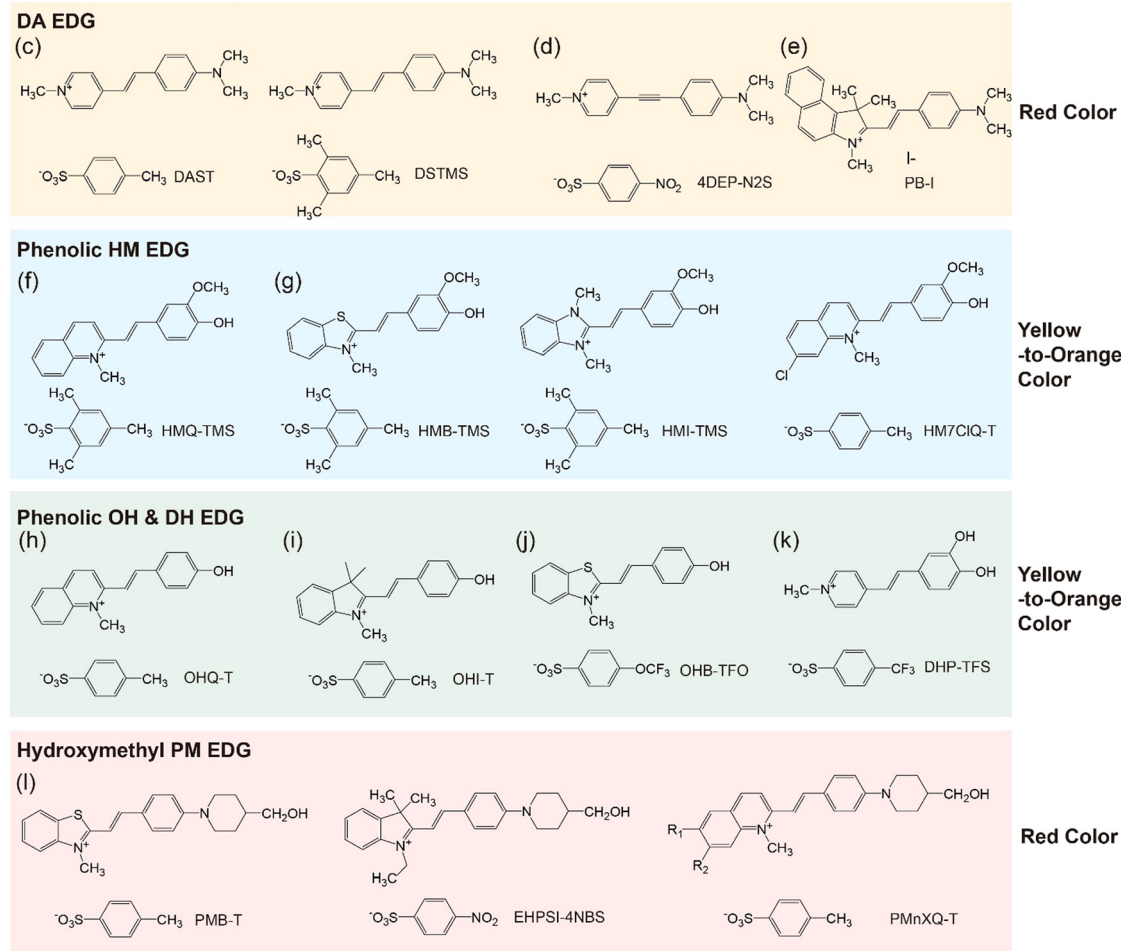 DA EDG
(c)
CH₃
N
CH₃
N⁺
H₃C
CH₃
N
CH₃
N⁺
H₃C
(d)
N⁺
H₃C
CH₃
N
CH₃
(e)
H₃C
CH₃
N⁺
CH₃
CH₃
N
CH₃
Red Color
⁻O₃S
CH₃
DAST
H₃C
⁻O₃S
CH₃
H₃C
DSTMS
⁻O₃S
NO₂
4DEP-N2S
I-
PB-I
Phenolic HM EDG
(f)
OCH₃
OH
N⁺
CH₃
(g)
OCH₃
OH
S
N⁺
CH₃
CH₃
N
OCH₃
OH
N⁺
CH₃
OCH₃
OH
N⁺
CH₃
Cl
Yellow
-to-Orange
Color
H₃C
⁻O₃S
CH₃
H₃C
HMQ-TMS
H₃C
⁻O₃S
CH₃
H₃C
HMB-TMS
H₃C
⁻O₃S
CH₃
H₃C
HMI-TMS
⁻O₃S
CH₃
HM7ClQ-T
Phenolic OH & DH EDG
(h)
OH
N⁺
CH₃
(i)
OH
N⁺
CH₃
(j)
S
OH
N⁺
CH₃
(k)
OH
OH
N⁺
H₃C
Yellow
-to-Orange
Color
⁻O₃S
CH₃
OHQ-T
⁻O₃S
CH₃
OHI-T
⁻O₃S
OCF₃
OHB-TFO
⁻O₃S
CF₃
DHP-TFS
Hydroxymethyl PM EDG
(l)
S
N
CH₂OH
N⁺
CH₃
H₃C
CH₃
N
CH₂OH
N⁺
H₃C
N
CH₂OH
R₁
R₂
N⁺
CH₃
Red Color
⁻O₃S
CH₃
PMB-T
⁻O₃S
NO₂
EHPSI-4NBS
⁻O₃S
CH₃
PMnXQ-T